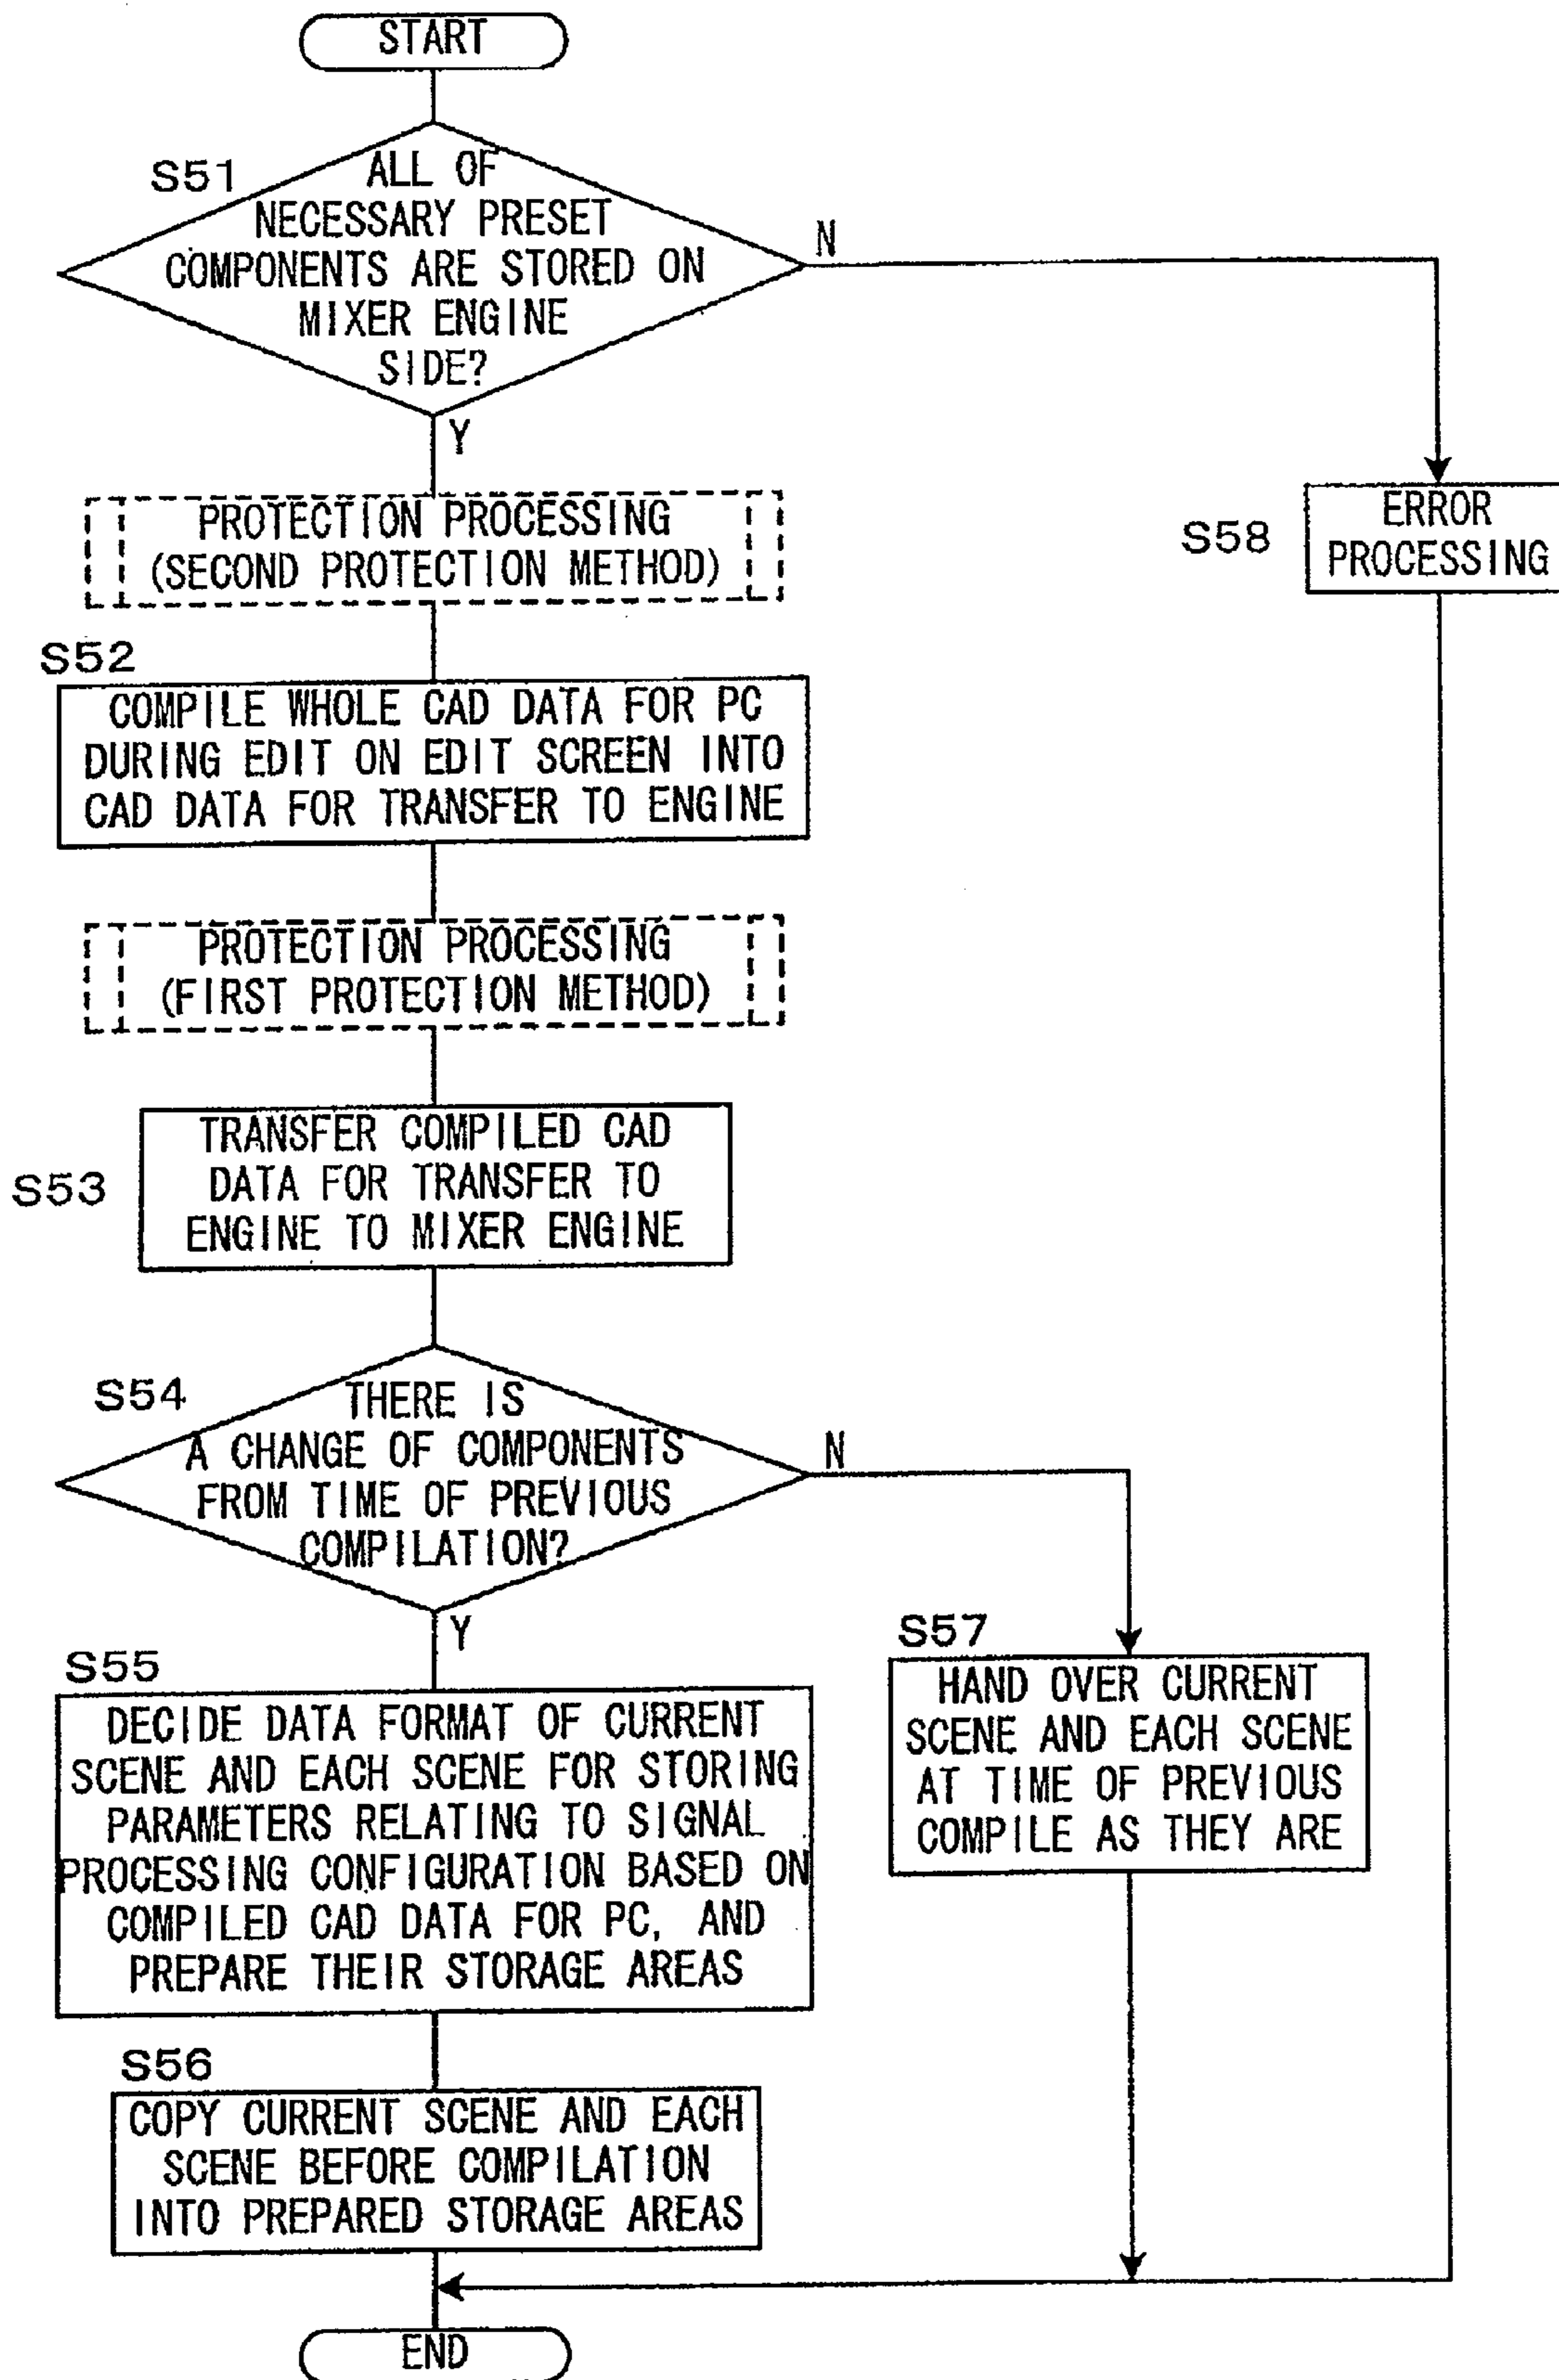 START
S51
ALL OF
NECESSARY PRESET
COMPONENTS ARE STORED ON
MIXER ENGINE
SIDE?
N
Y
PROTECTION PROCESSING
(SECOND PROTECTION METHOD)
S58
ERROR
PROCESSING
S52
COMPILE WHOLE CAD DATA FOR PC
DURING EDIT ON EDIT SCREEN INTO
CAD DATA FOR TRANSFER TO ENGINE
PROTECTION PROCESSING
(FIRST PROTECTION METHOD)
S53
TRANSFER COMPILED CAD
DATA FOR TRANSFER TO
ENGINE TO MIXER ENGINE
S54
THERE IS
A CHANGE OF COMPONENTS
FROM TIME OF PREVIOUS
COMPILATION?
N
Y
S57
HAND OVER CURRENT
SCENE AND EACH SCENE
AT TIME OF PREVIOUS
COMPILE AS THEY ARE
S55
DECIDE DATA FORMAT OF CURRENT
SCENE AND EACH SCENE FOR STORING
PARAMETERS RELATING TO SIGNAL
PROCESSING CONFIGURATION BASED ON
COMPILED CAD DATA FOR PC, AND
PREPARE THEIR STORAGE AREAS
S56
COPY CURRENT SCENE AND EACH
SCENE BEFORE COMPILATION
INTO PREPARED STORAGE AREAS
END